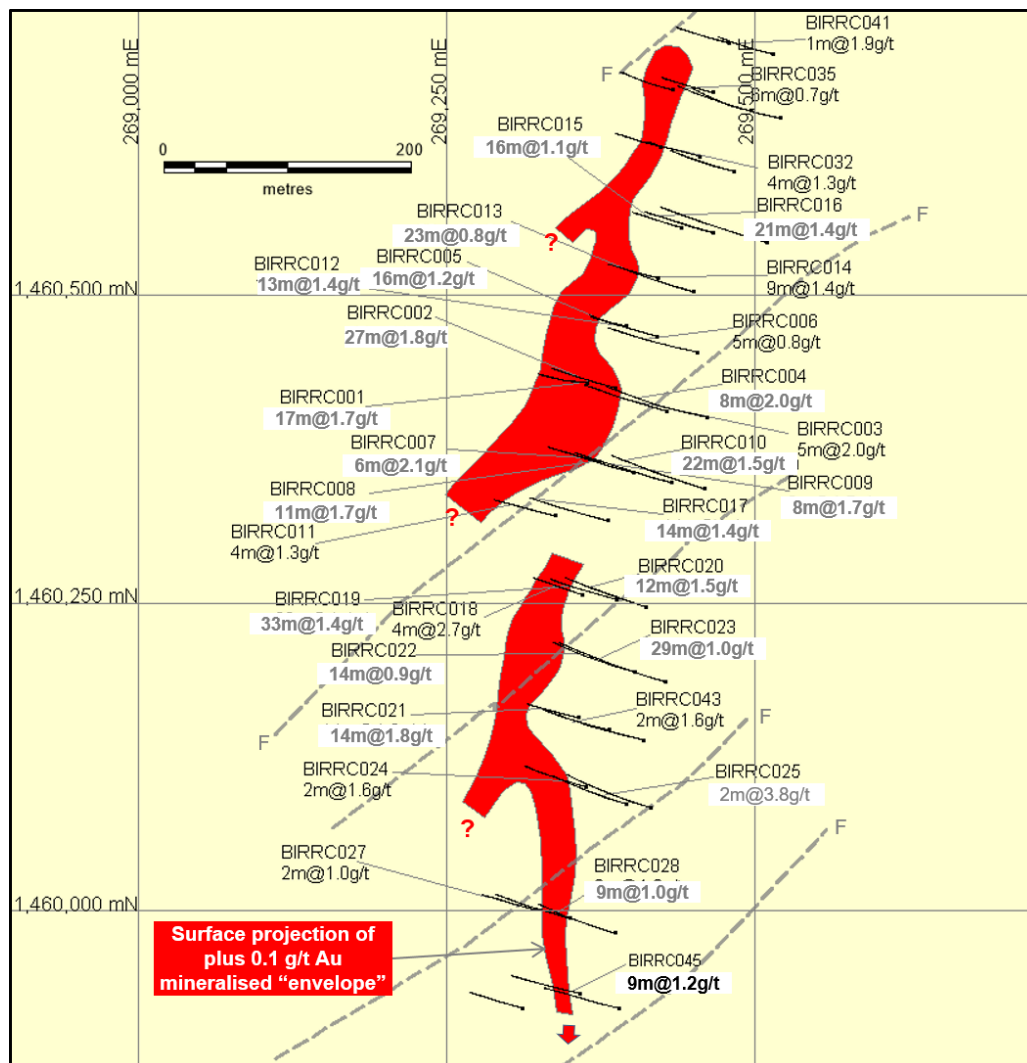 BIRRC041
1m@1.9g/t
269,000 mE
269,250 mE
269,500 mE
F
BIRRC035
6m@0.7g/t
BIRRC015
16m@1.1g/t
0 200
metres
BIRRC032
4m@1.3g/t
BIRRC016
21m@1.4g/t
F
BIRRC013
23m@0.8g/t
?
BIRRC005
16m@1.2g/t
BIRRC012
13m@1.4g/t
BIRRC014
9m@1.4g/t
1,460,500 mN
BIRRC002
27m@1.8g/t
BIRRC006
5m@0.8g/t
BIRRC004
8m@2.0g/t
BIRRC001
17m@1.7g/t
BIRRC003
5m@2.0g/t
BIRRC007
6m@2.1g/t
BIRRC010
22m@1.5g/t
BIRRC009
8m@1.7g/t
BIRRC008
11m@1.7g/t
BIRRC017
14m@1.4g/t
?
BIRRC011
4m@1.3g/t
BIRRC020
12m@1.5g/t
1,460,250 mN
BIRRC019
33m@1.4g/t
BIRRC018
4m@2.7g/t
BIRRC023
29m@1.0g/t
BIRRC022
14m@0.9g/t
BIRRC043
2m@1.6g/t
BIRRC021
14m@1.8g/t
F
F
BIRRC024
2m@1.6g/t
BIRRC025
2m@3.8g/t
?
F
BIRRC027
2m@1.0g/t
BIRRC028
9m@1.0g/t
1,460,000 mN
Surface projection of
plus 0.1 g/t Au
mineralised “envelope”
BIRRC045
9m@1.2g/t